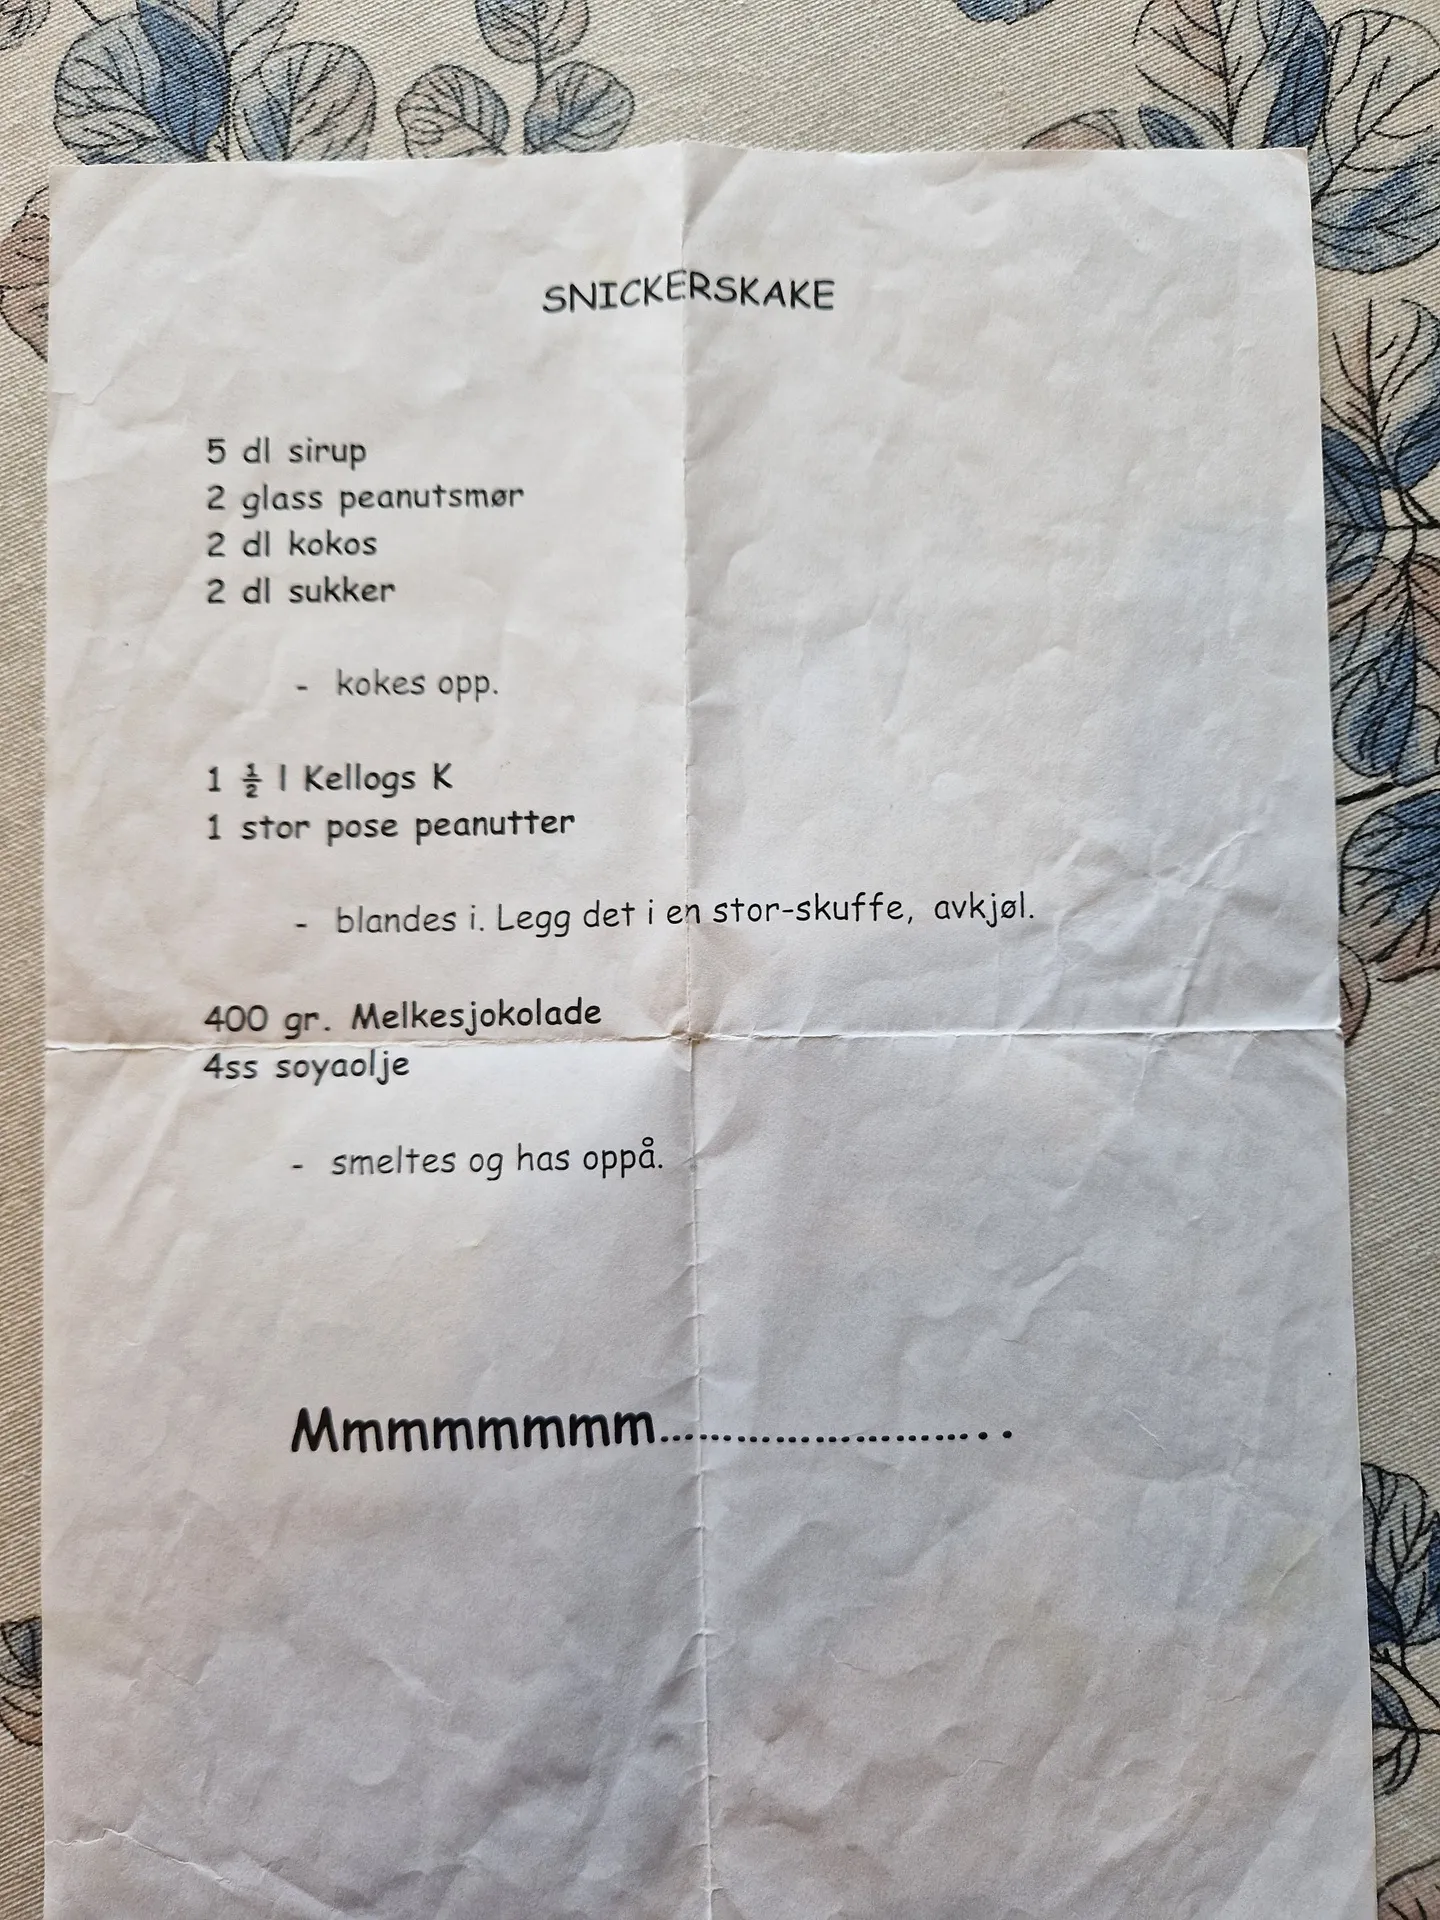 SNICKERSKAKE
5 dl sirup
2 glass peanutsmør
2 dl kokos
2 dl sukker
- kokes opp.
1 ½ l Kellogs K
1 stor pose peanutter
- blandes i. Legg det i en stor-skuffe, avkjøl.
400 gr. Melkesjokolade
4ss soyaolje
- smeltes og has oppå.
Mmmmmmmm..........................